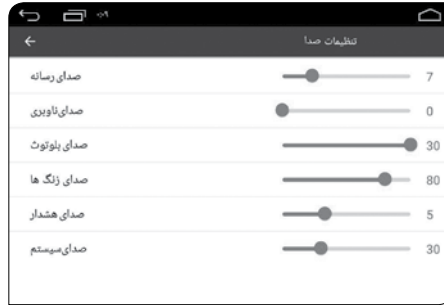 تنظیمات صدا
صدای رسانه 7
صدای ناوبری 0
صدای بلوتوث 30
صدای زنگ ها 80
صدای هشدار 5
صدای سیستم 30